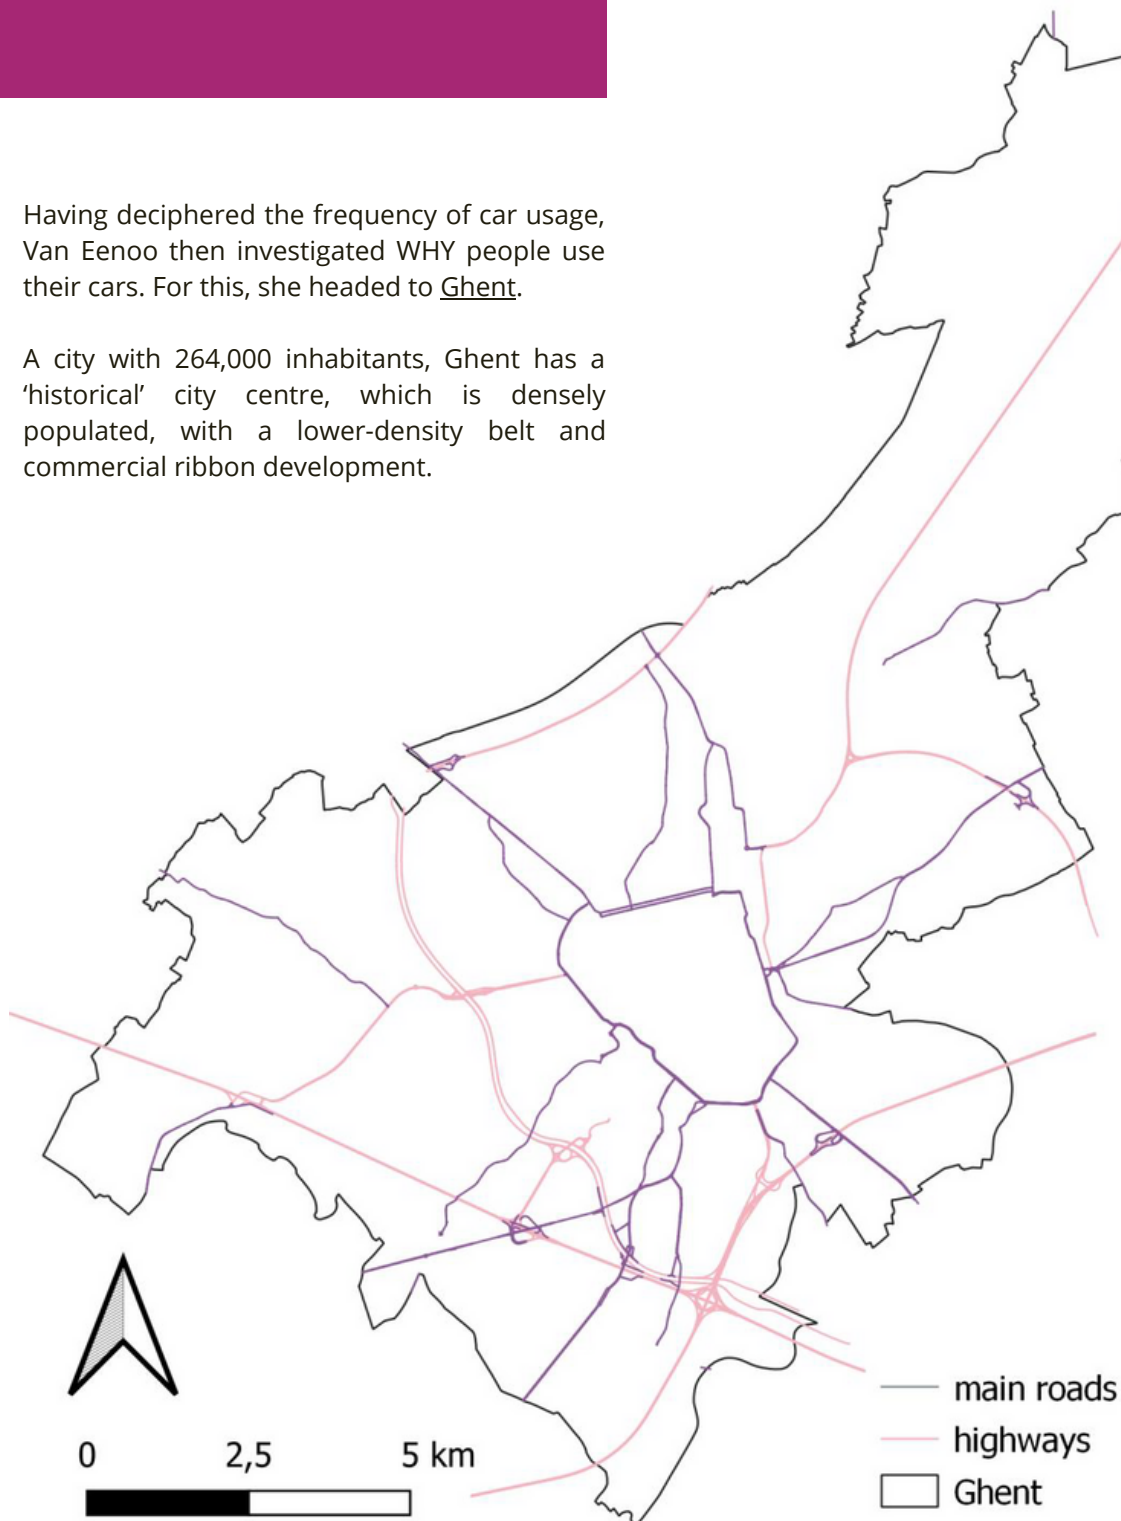 Having deciphered the frequency of car usage,
Van Eenoo then investigated WHY people use
their cars. For this, she headed to Ghent.
A city with 264,000 inhabitants, Ghent has a
‘historical’ city centre, which is densely
populated, with a lower-density belt and
commercial ribbon development.
main roads
highways
Ghent
0 2,5 5 km